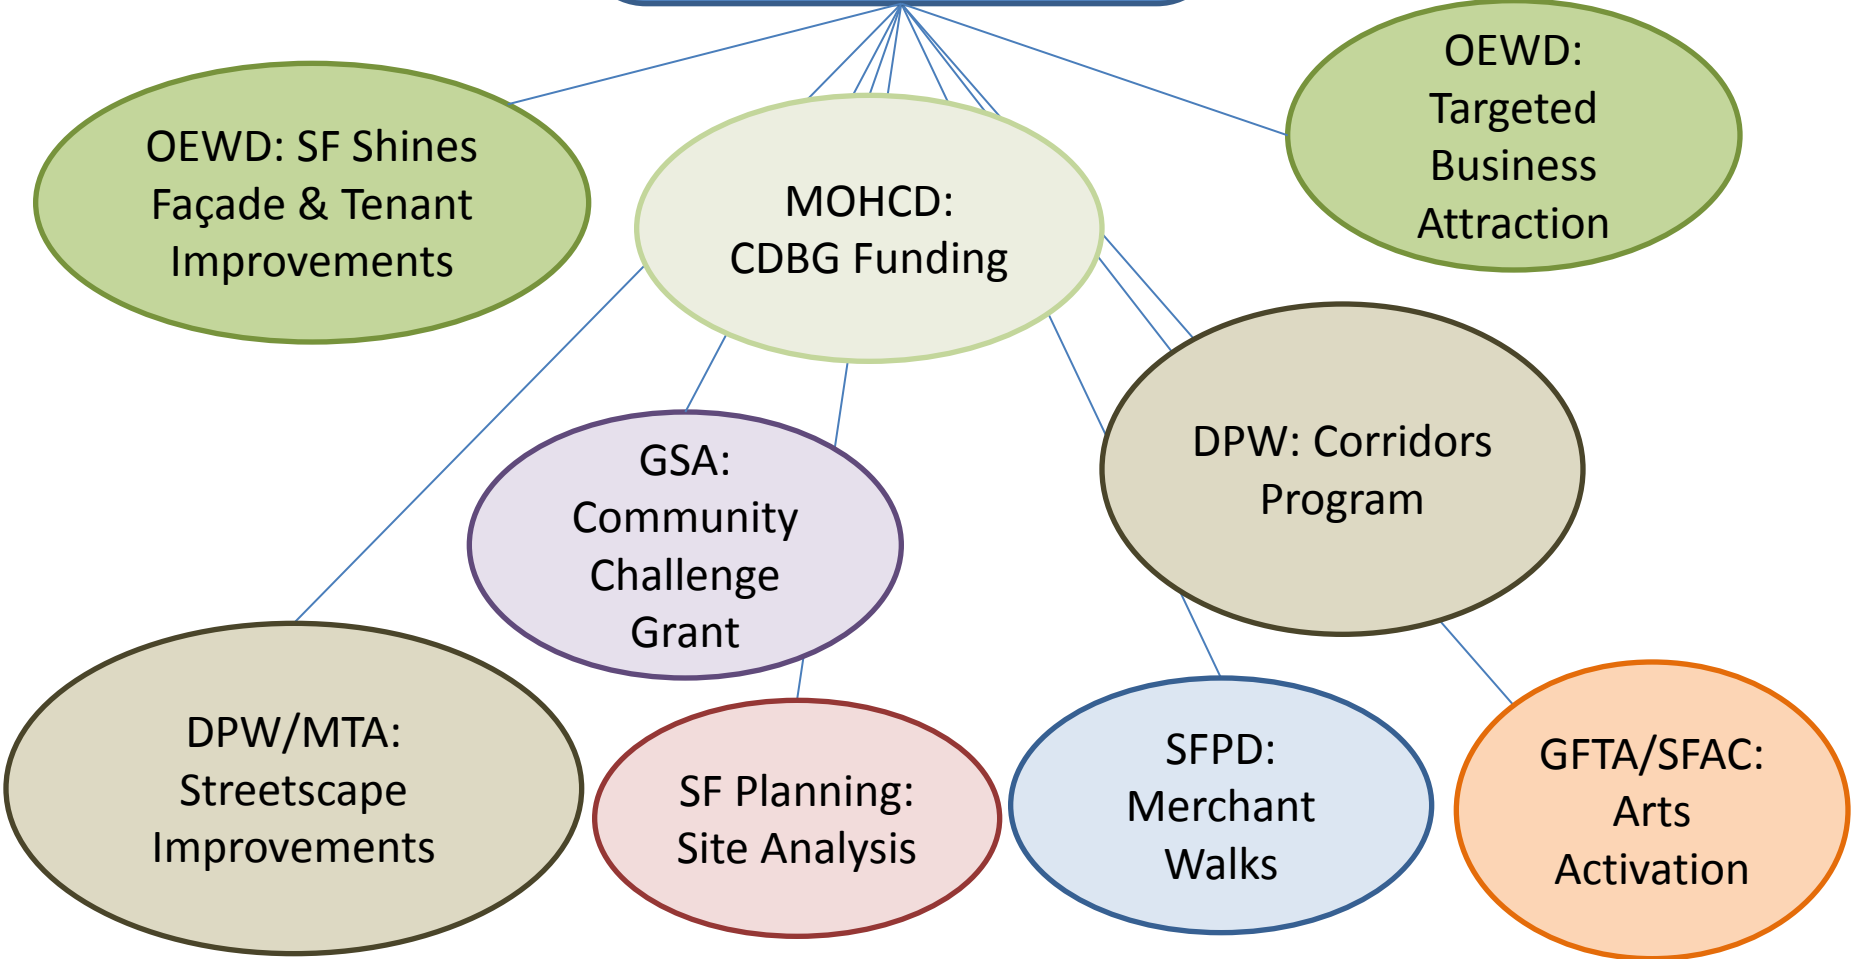 OEWD: SF Shines
Façade & Tenant
Improvements
MOHCD:
CDBG Funding
OEWD:
Targeted
Business
Attraction
GSA:
Community
Challenge
Grant
DPW: Corridors
Program
DPW/MTA:
Streetscape
Improvements
SF Planning:
Site Analysis
SFPD:
Merchant
Walks
GFTA/SFAC:
Arts
Activation